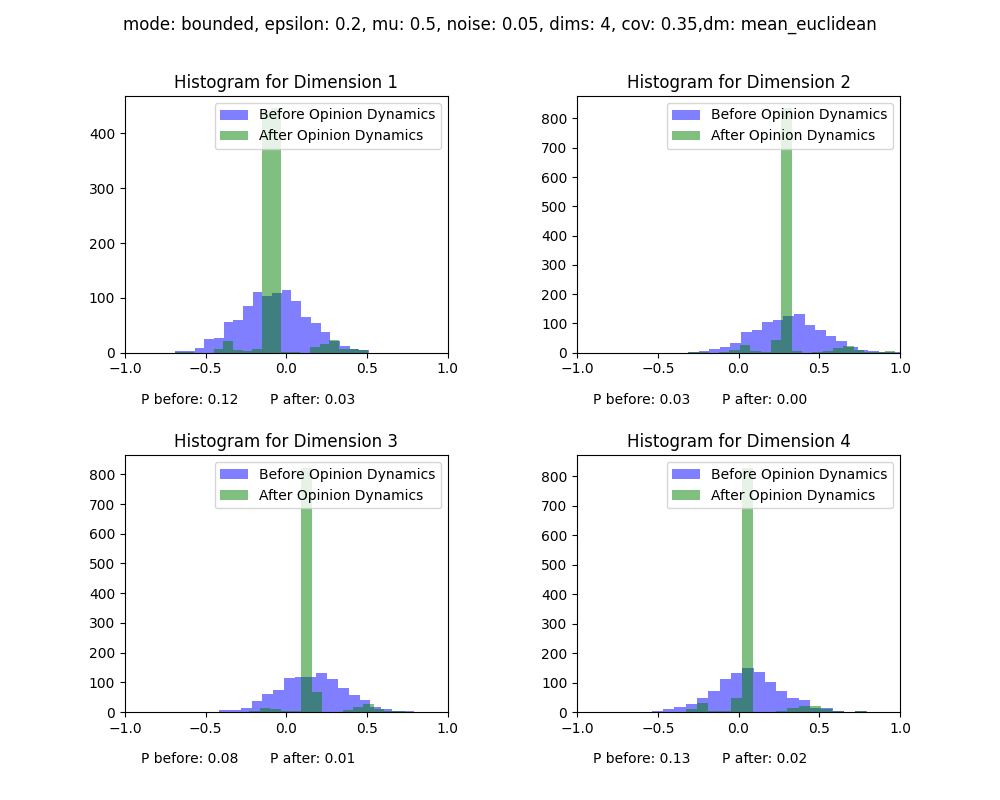 mode: bounded, epsilon: 0.2, mu: 0.5, noise: 0.05, dims: 4, cov: 0.35,dm: mean_euclidean
Histogram for Dimension 1
Before Opinion Dynamics
After Opinion Dynamics
400
300
200
100
0
−1.0 −0.5 0.0 0.5 1.0
P before: 0.12 P after: 0.03
Histogram for Dimension 2
Before Opinion Dynamics
After Opinion Dynamics
800
700
600
500
400
300
200
100
0
−1.0 −0.5 0.0 0.5 1.0
P before: 0.03 P after: 0.00
Histogram for Dimension 3
Before Opinion Dynamics
After Opinion Dynamics
800
700
600
500
400
300
200
100
0
−1.0 −0.5 0.0 0.5 1.0
P before: 0.08 P after: 0.01
Histogram for Dimension 4
Before Opinion Dynamics
After Opinion Dynamics
800
700
600
500
400
300
200
100
0
−1.0 −0.5 0.0 0.5 1.0
P before: 0.13 P after: 0.02